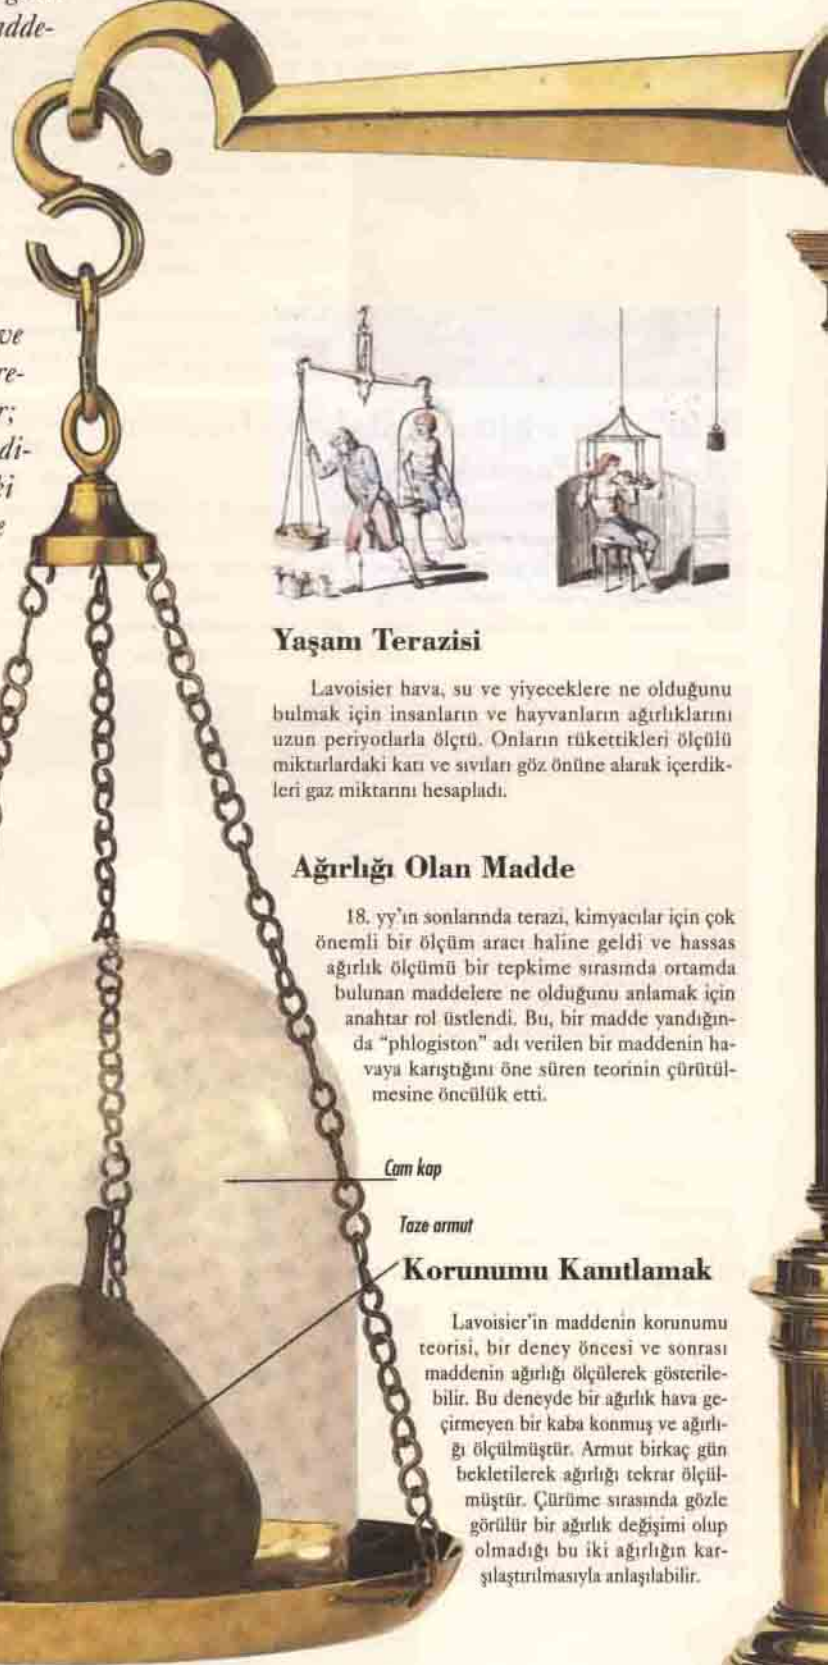 adde-
ve
re-
r;
di-
ki
e
Yaşam Terazisi
Lavoisier hava, su ve yiyeceklere ne olduğunu
bulmak için insanların ve hayvanların ağırlıklarını
uzun periyotlarla ölçtü. Onların tükettikleri ölçülü
miktarlardaki katı ve sıvıları göz önüne alarak içerdik-
leri gaz miktarını hesapladı.
Ağırlığı Olan Madde
18. yy'ın sonlarında terazi, kimyacılar için çok
önemli bir ölçüm aracı haline geldi ve hassas
ağırlık ölçümü bir tepkime sırasında ortamda
bulunan maddelere ne olduğunu anlamak için
anahtar rol üstlendi. Bu, bir madde yandığın-
da "phlogiston" adı verilen bir maddenin ha-
vaya karıştığını öne süren teorinin çürütül-
mesine öncülük etti.
Cam kap
Taze armut
Korunumu Kanıtlamak
Lavoisier'in maddenin korunumu
teorisi, bir deney öncesi ve sonrası
maddenin ağırlığı ölçülerek gösterile-
bilir. Bu deneyde bir ağırlık hava ge-
çirmeyen bir kaba konmuş ve ağırlı-
ğı ölçülmüştür. Armut birkaç gün
bekletilerek ağırlığı tekrar ölçül-
müştür. Çürüme sırasında gözle
görülür bir ağırlık değişimi olup
olmadığı bu iki ağırlığın kar-
şılaştırılmasıyla anlaşılabilir.